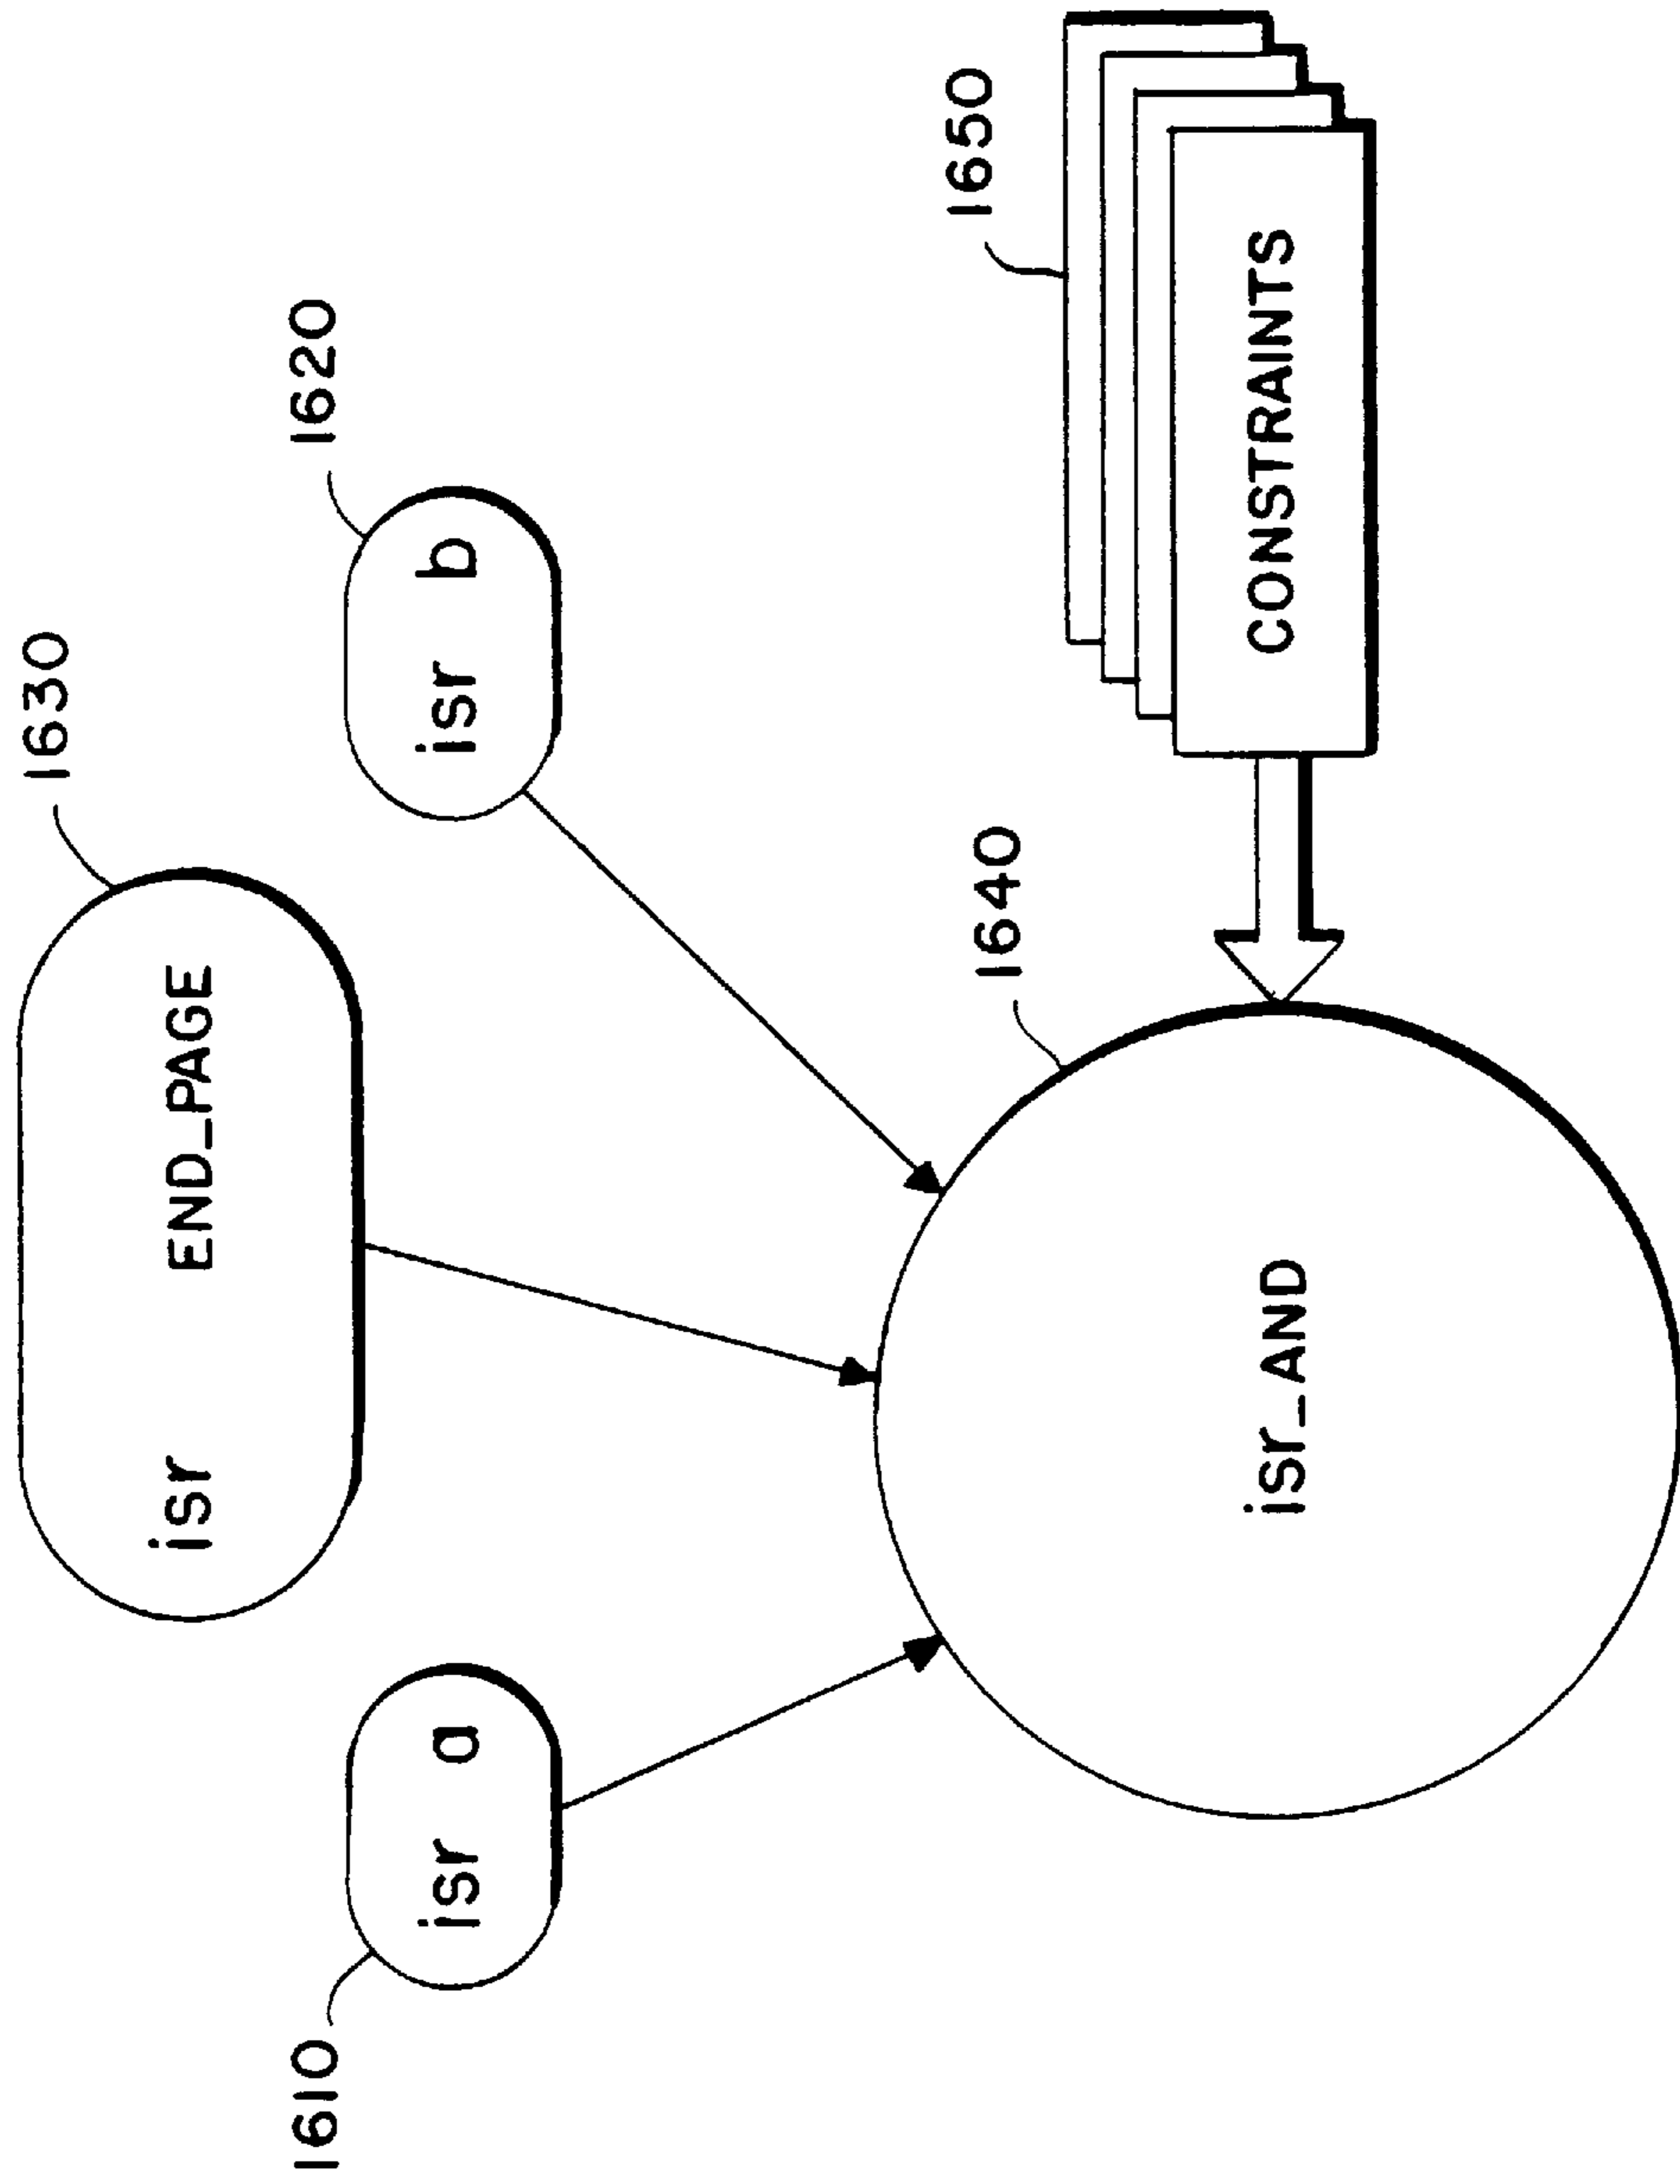 1630
isr END_PAGE
1610
isr a
1620
isr b
1640
isr_AND
1650
CONSTRAINTS